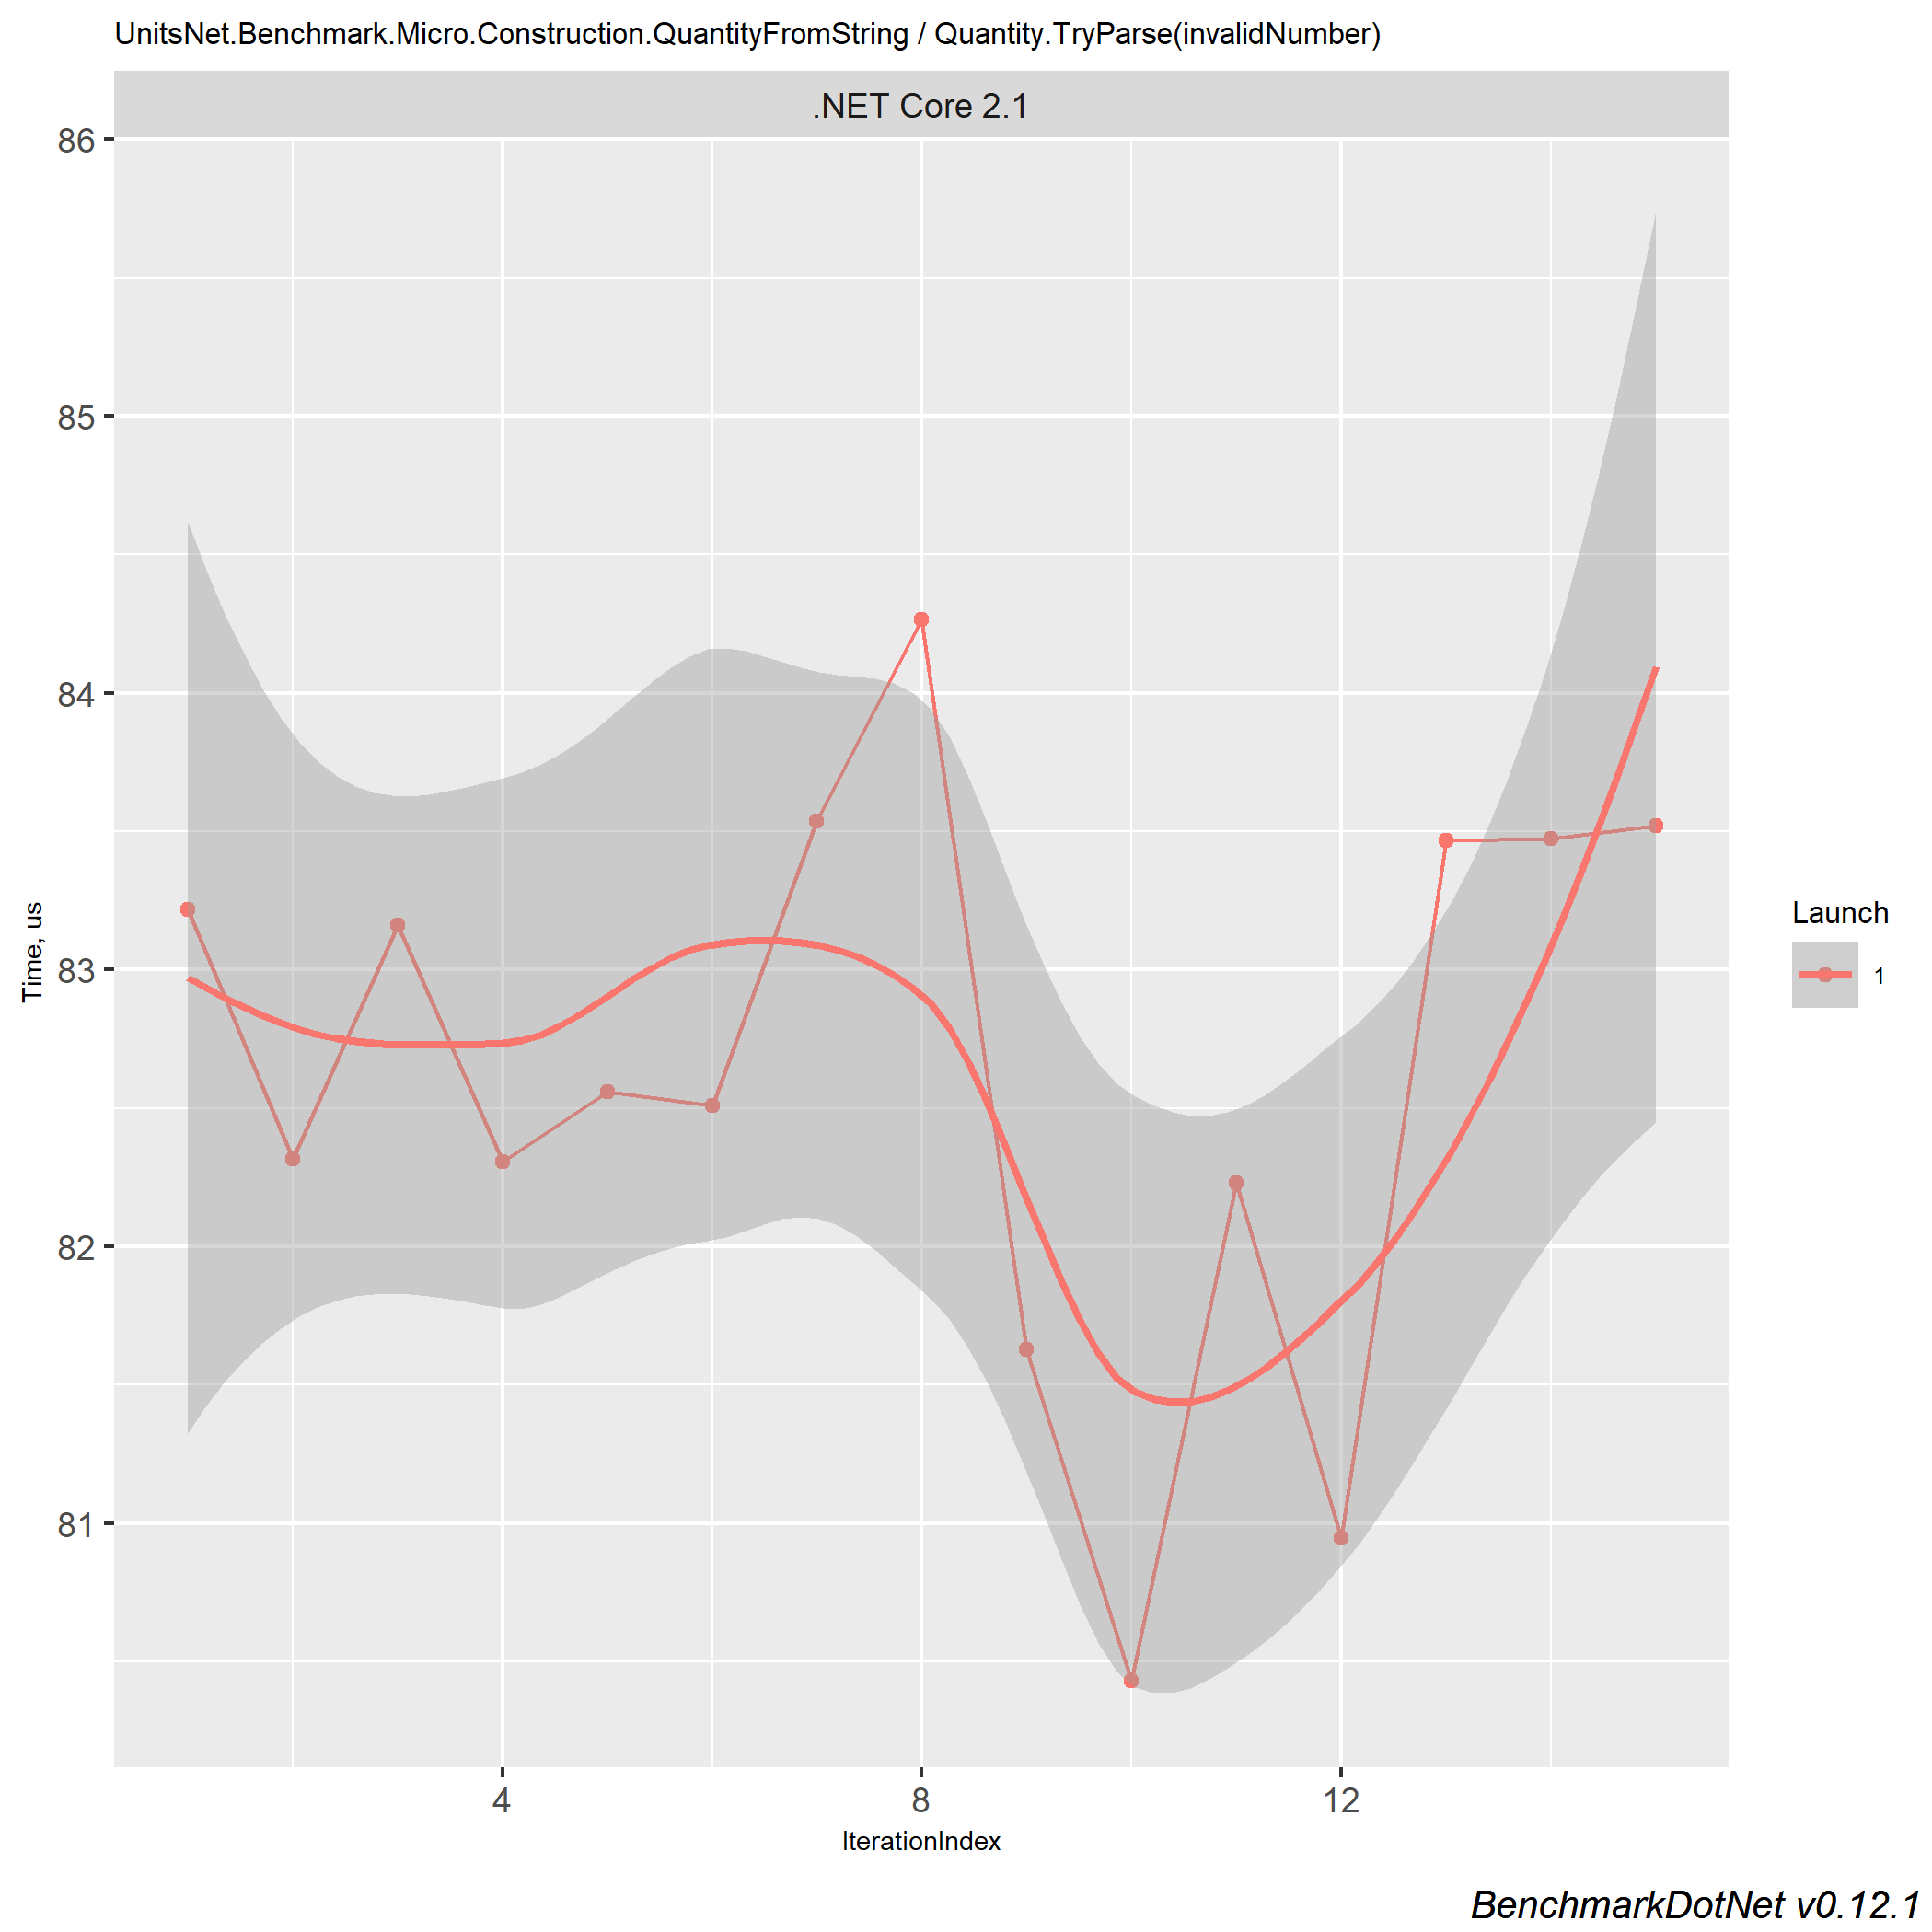 UnitsNet.Benchmark.Micro.Construction.QuantityFromString / Quantity.TryParse(invalidNumber)
.NET Core 2.1
86
85
84
83
82
81
Time, us
4 8 12
IterationIndex
Launch
1
BenchmarkDotNet v0.12.1